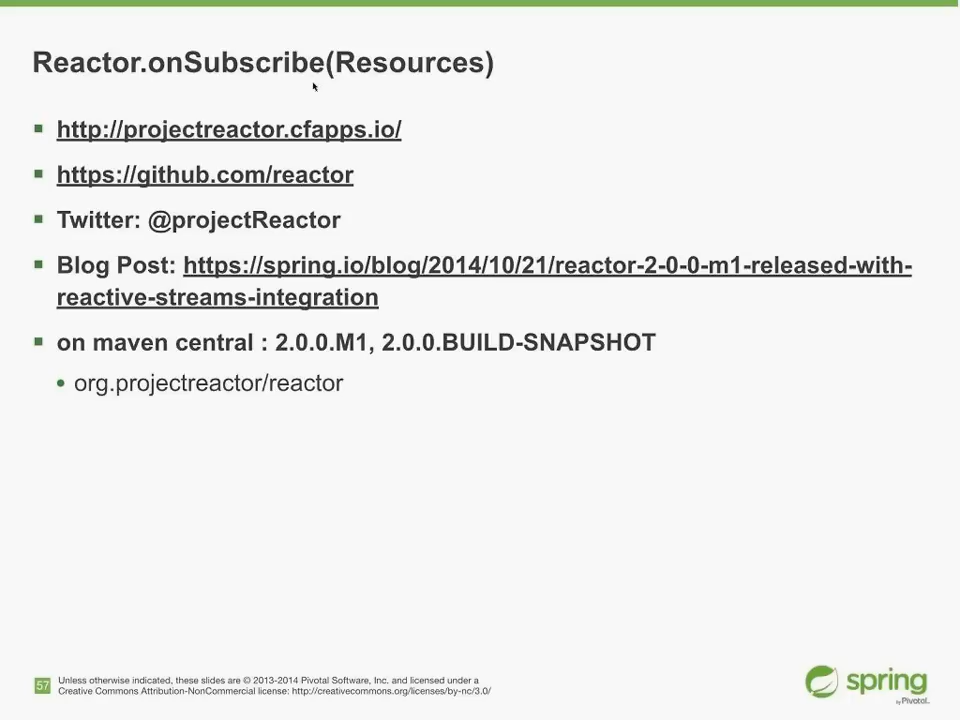 Reactor.onSubscribe(Resources)
http://projectreactor.cfapps.io/
https://github.com/reactor
Twitter: @projectReactor
Blog Post: https://spring.io/blog/2014/10/21/reactor-2-0-0-m1-released-with-
reactive-streams-integration
on maven central : 2.0.0.M1, 2.0.0.BUILD-SNAPSHOT
org.projectreactor/reactor
57
Unless otherwise indicated, these slides are © 2013-2014 Pivotal Software, Inc. and licensed under a
Creative Commons Attribution-NonCommercial license: http://creativecommons.org/licenses/by-nc/3.0/
spring
by Pivotal